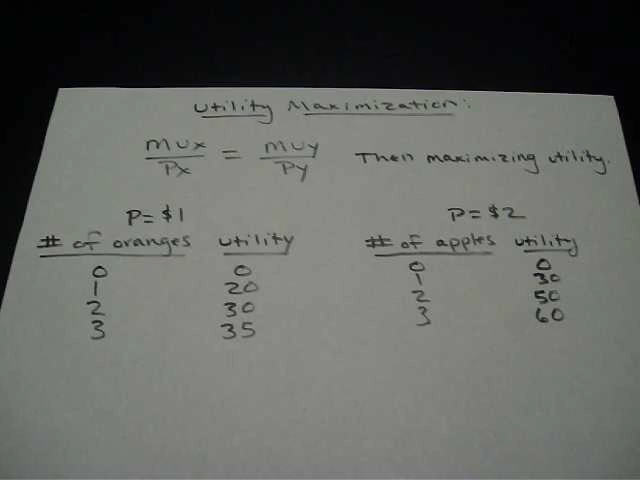 Utility Maximization:
MUx = MUy Then maximizing utility.
Px Py
P=$1 P=$2
# of oranges utility # of apples utility
0 0 0 0
1 20 1 30
2 30 2 50
3 35 3 60